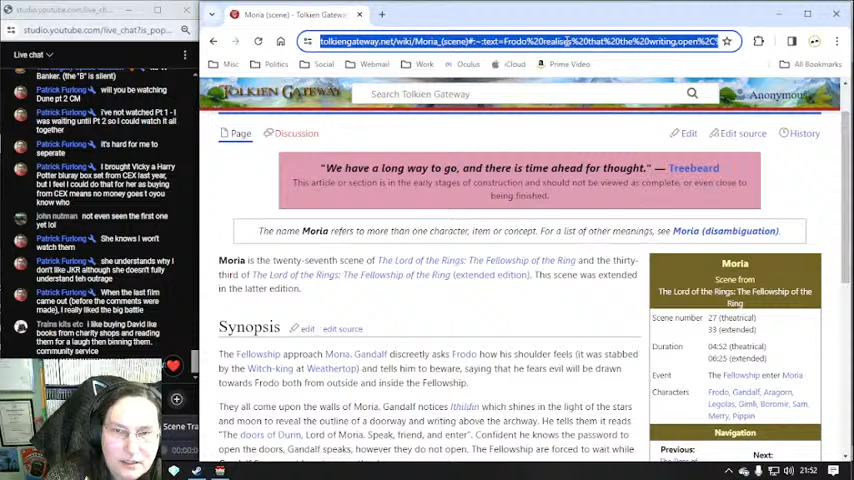 studio.youtube.com/live_chat?is_pop...
studio.youtube.com/live_chat?is_p...
Live chat
Banker. (the "B" is silent)
Patrick Furlong will you be watching
Dune pt 2 CM
Patrick Furlong i've not watched Pt 1 - I
was waiting until Pt 2 so I could watch it all
together
Patrick Furlong it's hard for me to
seperate
Patrick Furlong I brought Vicky a Harry
Potter bluray box set from CEX last year,
but I feel I could do that for her as buying
from CEX means no money goes t oyou
know who
john nutman not even seen the first one
yet lol
Patrick Furlong She knows I won't
watch them
Patrick Furlong she understands why I
don't like JKR although she doesn't fully
understand teh outrage
Patrick Furlong When the last film
came out (before the comments were
made), I really liked the big battle
Trains kits etc i like buying David Icke
books from charity shops and reading
them for a laugh then binning them.
community service
Scene Tra
00:00:0
Moria (scene) - Tolkien Gateway
tolkiengateway.net/wiki/Moria_(scene)#:~:text=Frodo%20realises%20that%20the%20writing,open%2C
Misc
Politics
Social
Webmail
Work
Oculus
iCloud
Prime Video
All Bookmarks
TOLKIEN GATEWAY
Search Tolkien Gateway
Anonymous
Page
Discussion
Edit
Edit source
History
"We have a long way to go, and there is time ahead for thought." — Treebeard
This article or section is in the early stages of construction and should not be viewed as complete, or even close to
being finished.
The name Moria refers to more than one character, item or concept. For a list of other meanings, see Moria (disambiguation).
Moria is the twenty-seventh scene of The Lord of the Rings: The Fellowship of the Ring and the thirty-
third of The Lord of the Rings: The Fellowship of the Ring (extended edition). This scene was extended
in the latter edition.
Synopsis
edit
edit source
The Fellowship approach Moria. Gandalf discreetly asks Frodo how his shoulder feels (it was stabbed
by the Witch-king at Weathertop) and tells him to beware, saying that he fears evil will be drawn
towards Frodo both from outside and inside the Fellowship.
They all come upon the walls of Moria. Gandalf notices Ithildin which shines in the light of the stars
and moon to reveal the outline of a doorway and writing above the archway. He tells them it reads
"The doors of Durin, Lord of Moria. Speak, friend, and enter". Confident he knows the password to
open the doors, Gandalf speaks, however they do not open. The Fellowship are forced to wait while
Moria
Scene from
The Lord of the Rings: The Fellowship of the
Ring
Scene number
27 (theatrical)
33 (extended)
Duration
04:52 (theatrical)
06:25 (extended)
Event
The Fellowship enter Moria
Characters
Frodo, Gandalf, Aragorn,
Legolas, Gimli, Boromir, Sam,
Merry, Pippin
Navigation
Previous:
Next:
21:52